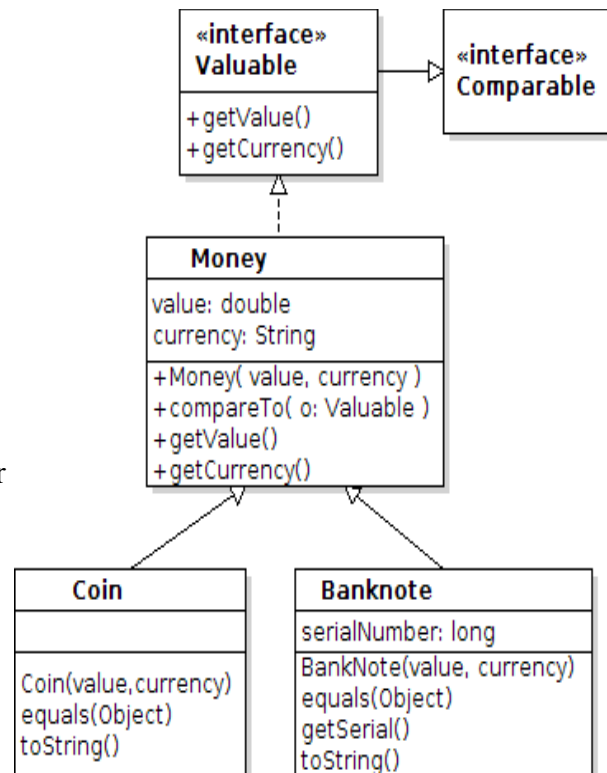 «interface»
Valuable
+getValue()
+getCurrency()
«interface»
Comparable
Money
value: double
currency: String
+Money( value, currency )
+compareTo( o: Valuable )
+getValue()
+getCurrency()
r
Coin
Coin(value,currency)
equals(Object)
toString()
Banknote
serialNumber: long
BankNote(value, currency)
equals(Object)
getSerial()
toString()